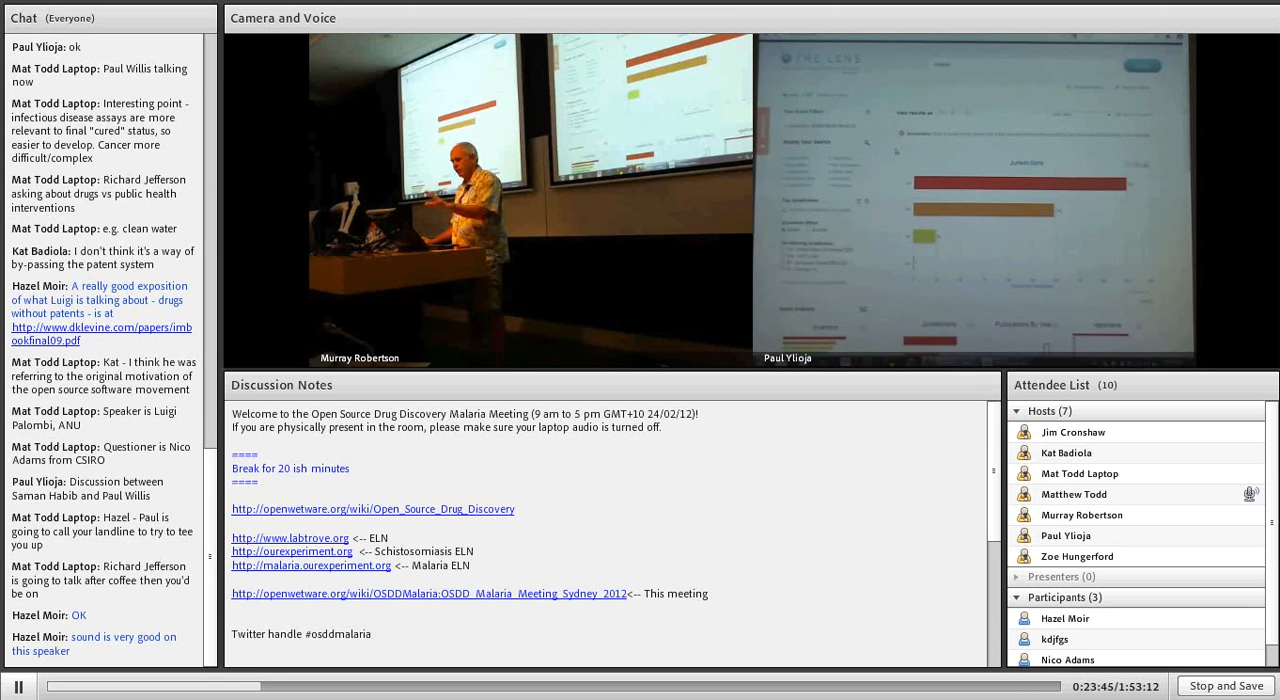 Chat (Everyone)
Paul Ylioja: ok
Mat Todd Laptop: Paul Willis talking
now
Mat Todd Laptop: Interesting point -
infectious disease assays are more
relevant to final "cured" status, so
easier to develop. Cancer more
difficult/complex
Mat Todd Laptop: Richard Jefferson
asking about drugs vs public health
interventions
Mat Todd Laptop: e.g. clean water
Kat Badiola: I don't think it's a way of
by-passing the patent system
Hazel Moir: A really good exposition
of what Luigi is talking about - drugs
without patents - is at
http://www.dklevine.com/papers/imb
ookfinal09.pdf
Mat Todd Laptop: Kat - I think he was
referring to the original motivation of
the open source software movement
Mat Todd Laptop: Speaker is Luigi
Palombi, ANU
Mat Todd Laptop: Questioner is Nico
Adams from CSIRO
Paul Ylioja: Discussion between
Saman Habib and Paul Willis
Mat Todd Laptop: Hazel - Paul is
going to call your landline to try to tee
you up
Mat Todd Laptop: Richard Jefferson
is going to talk after coffee then you'd
be on
Hazel Moir: OK
Hazel Moir: sound is very good on
this speaker
Camera and Voice
THE LENS
Jurisdictions
Murray Robertson
Paul Ylioja
Discussion Notes
Welcome to the Open Source Drug Discovery Malaria Meeting (9 am to 5 pm GMT+10 24/02/12)!
If you are physically present in the room, please make sure your laptop audio is turned off.
====
Break for 20 ish minutes
====
http://openwetware.org/wiki/Open_Source_Drug_Discovery
http://www.labtrove.org <-- ELN
http://ourexperiment.org <-- Schistosomiasis ELN
http://malaria.ourexperiment.org <-- Malaria ELN
http://openwetware.org/wiki/OSDDMalaria:OSDD_Malaria_Meeting_Sydney_2012<-- This meeting
Twitter handle #osddmalaria
Attendee List (10)
Hosts (7)
Jim Cronshaw
Kat Badiola
Mat Todd Laptop
Matthew Todd
Murray Robertson
Paul Ylioja
Zoe Hungerford
Presenters (0)
Participants (3)
Hazel Moir
kdjfgs
Nico Adams
0:23:45/1:53:12
Stop and Save